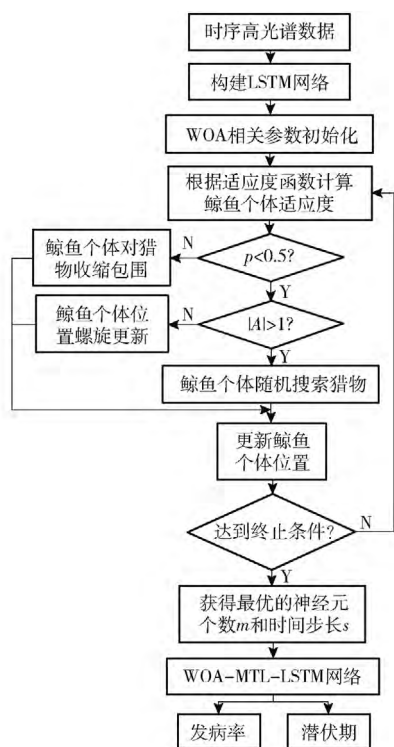 时序高光谱数据
构建LSTM网络
WOA相关参数初始化
根据适应度函数计算
鲸鱼个体适应度
鲸鱼个体对猎
物收缩包围
N
p<0.5?
Y
鲸鱼个体位
置螺旋更新
N
|A|>1?
Y
鲸鱼个体随机搜索猎物
更新鲸鱼
个体位置
达到终止条件?
N
Y
获得最优的神经元
个数m和时间步长s
WOA-MTL-LSTM网络
发病率
潜伏期